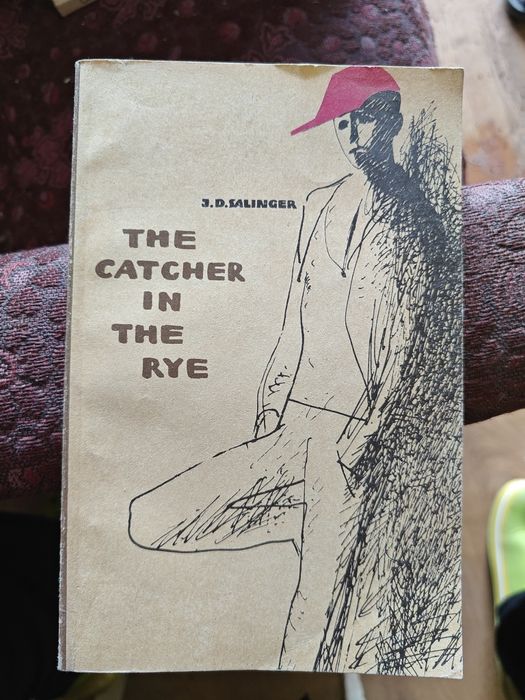 J.D.SALINGER
THE
CATCHER
IN
THE
RYE